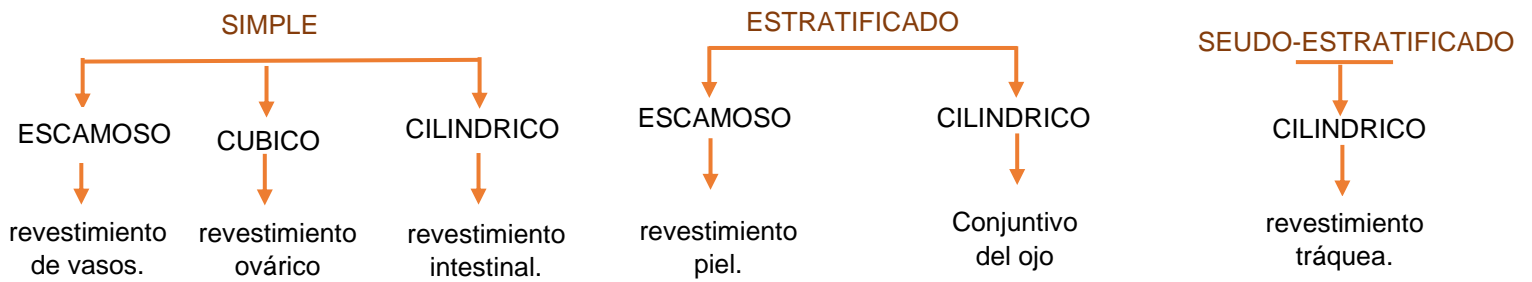 SIMPLE
ESCAMOSO
CUBICO
CILINDRICO
revestimiento
de vasos.
revestimiento
ovárico
revestimiento
intestinal.
ESTRATIFICADO
ESCAMOSO
CILINDRICO
revestimiento
piel.
Conjuntivo
del ojo
SEUDO-ESTRATIFICADO
CILINDRICO
revestimiento
tráquea.